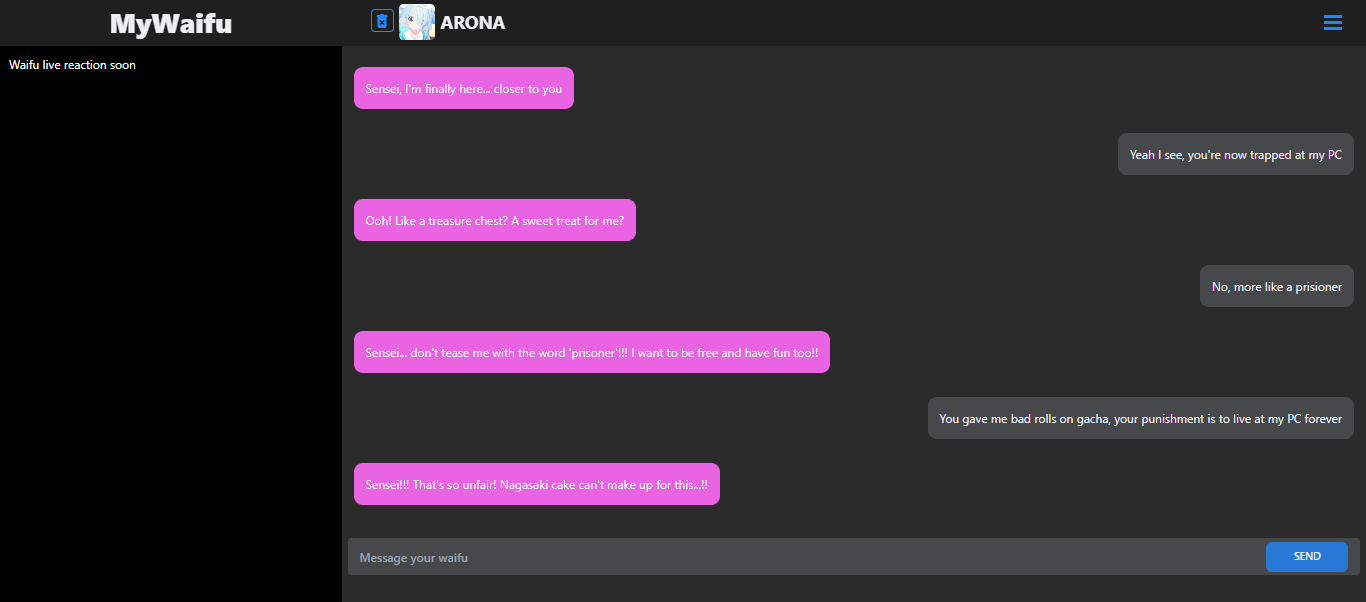 MyWaifu
ARONA
Waifu live reaction soon
Sensei, I'm finally here... closer to you
Yeah I see, you're now trapped at my PC
Ooh! Like a treasure chest? A sweet treat for me?
No, more like a prisioner
Sensei... don't tease me with the word 'prisoner'!!! I want to be free and have fun too!!
You gave me bad rolls on gacha, your punishment is to live at my PC forever
Sensei!!! That's so unfair! Nagasaki cake can't make up for this...!!
Message your waifu
SEND